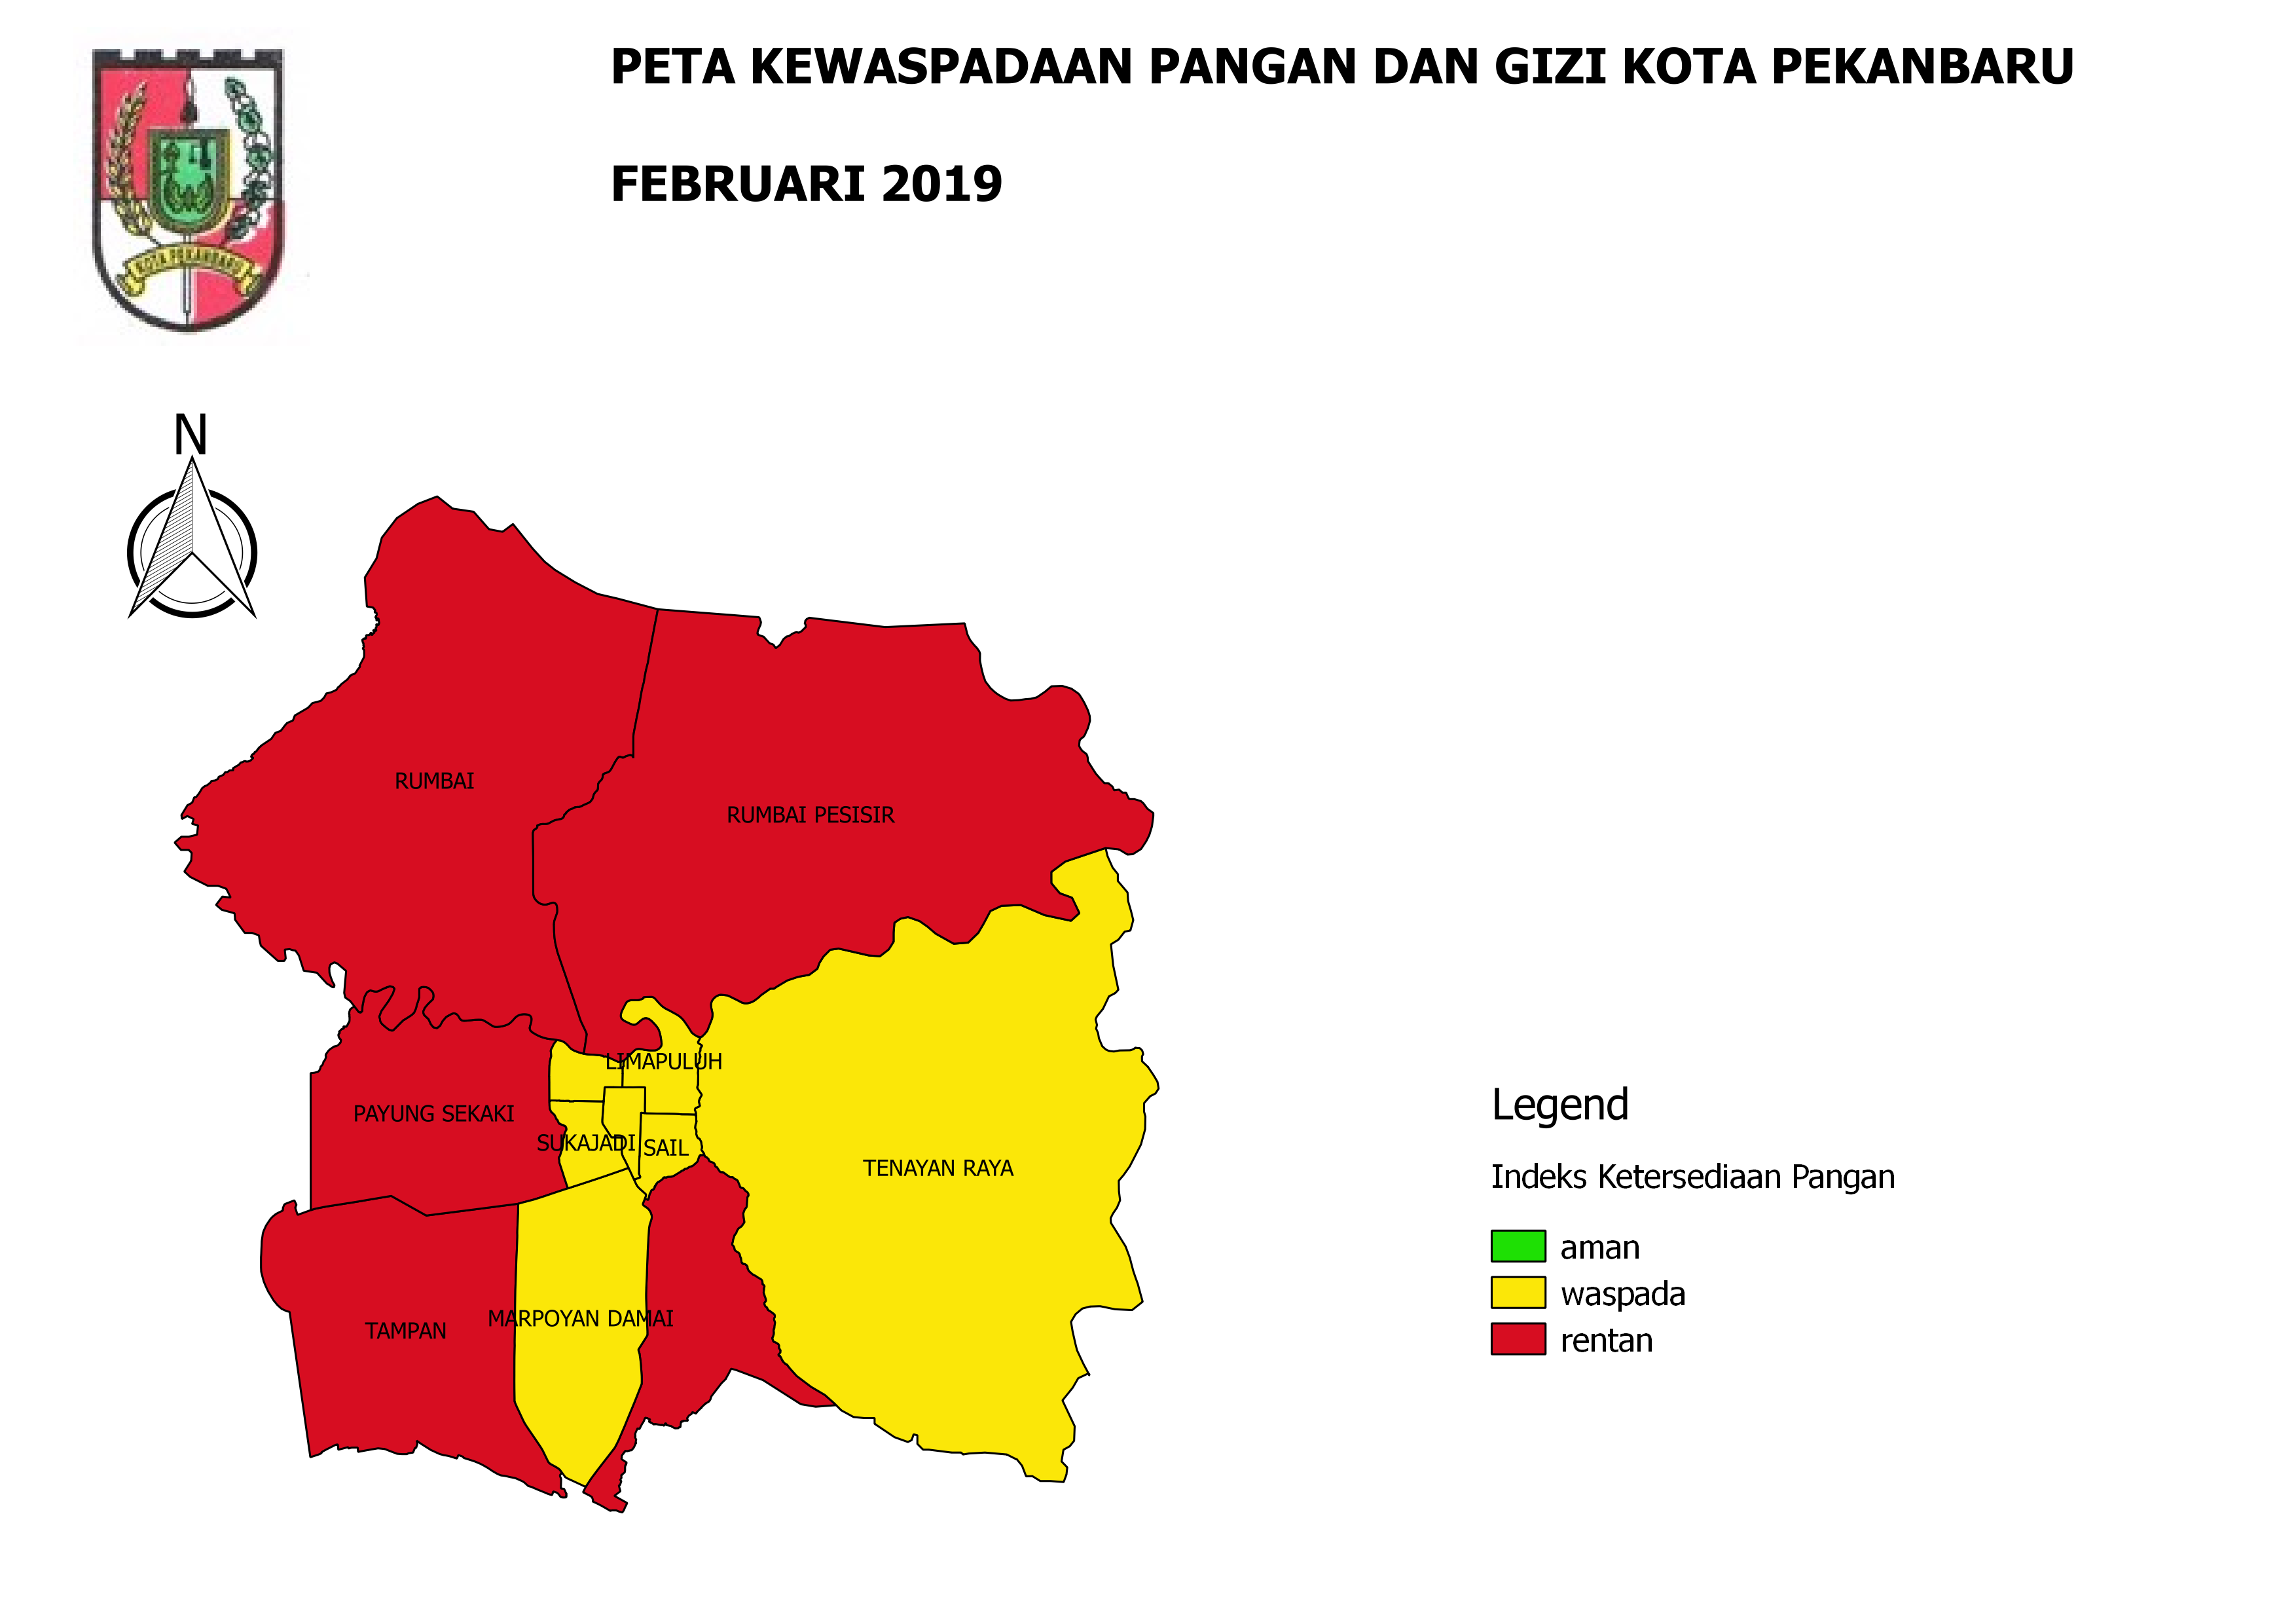 PETA KEWASPADAAN PANGAN DAN GIZI KOTA PEKANBARU
FEBRUARI 2019
KOTA PEKANBARU
N
RUMBAI
RUMBAI PESISIR
LIMAPULUH
PAYUNG SEKAKI
SUKAJADI
SAIL
TENAYAN RAYA
MARPOYAN DAMAI
TAMPAN
Legend
Indeks Ketersediaan Pangan
aman
waspada
rentan